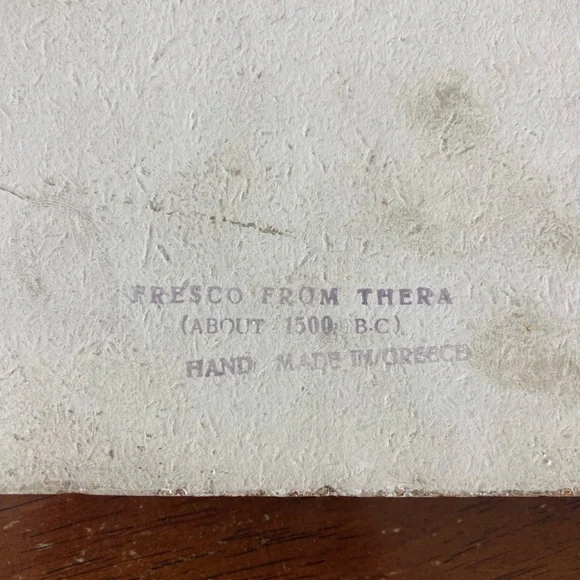 FRESCO FROM THERA
(ABOUT 1500 B.C)
HAND MADE IN GREECE